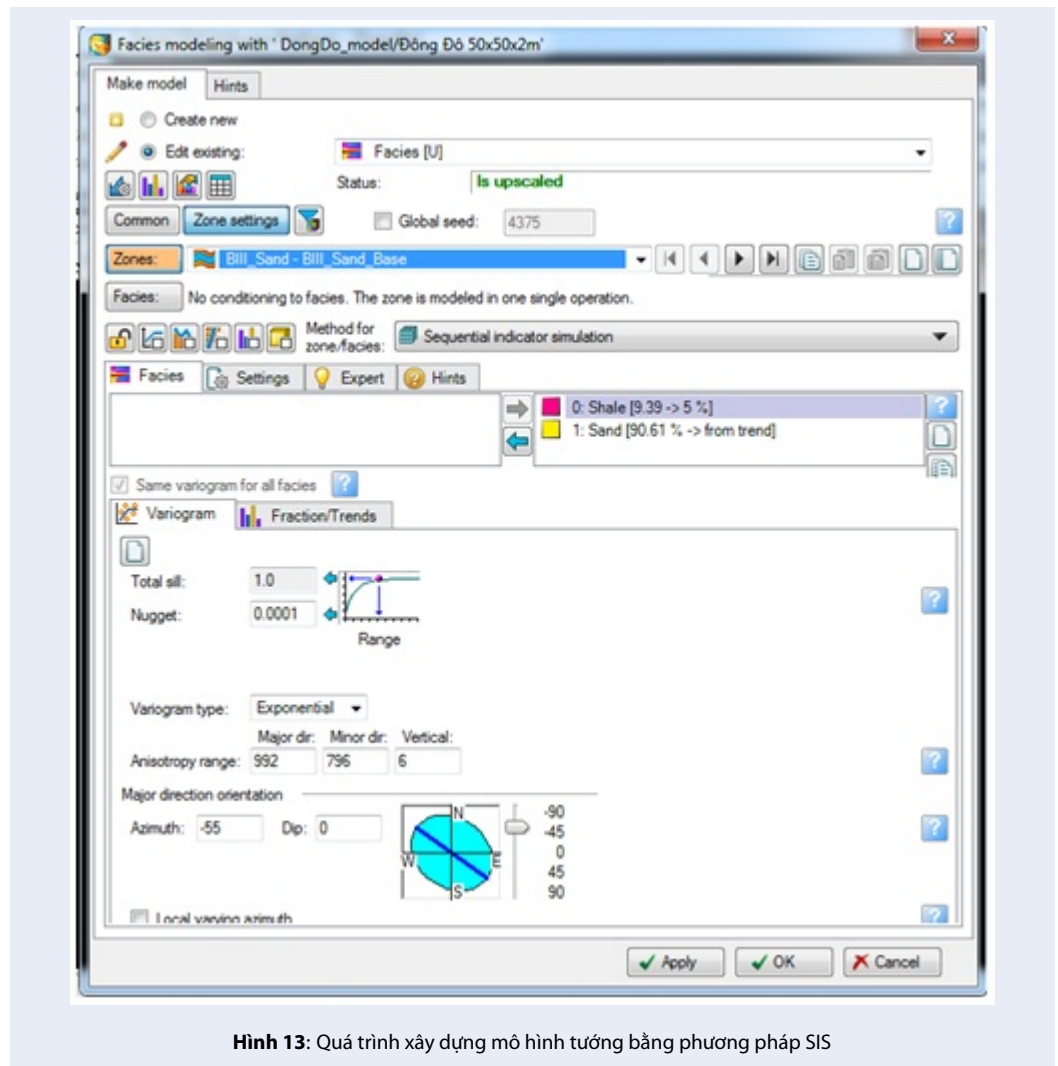 Facies modeling with ' DongDo_model/Đông Đô 50x50x2m'
Make model Hints
Create new
Edit existing: Facies [U]
Status: Is upscaled
Common Zone settings Global seed: 4375
Zones: BIII_Sand - BIII_Sand_Base
Facies: No conditioning to facies. The zone is modeled in one single operation.
Method for zone/facies: Sequential indicator simulation
Facies Settings Expert Hints
0: Shale [9.39 -> 5 %]
1: Sand [90.61 % -> from trend]
Same variogram for all facies
Variogram Fraction/Trends
Total sill: 1.0
Nugget: 0.0001
Range
Variogram type: Exponential
Major dir: Minor dir: Vertical:
Anisotropy range: 992 796 6
Major direction orientation
Azimuth: -55 Dip: 0
N
W E
S
-90
-45
0
45
90
Local varying azimuth
Apply OK Cancel
Hình 13: Quá trình xây dựng mô hình tướng bằng phương pháp SIS